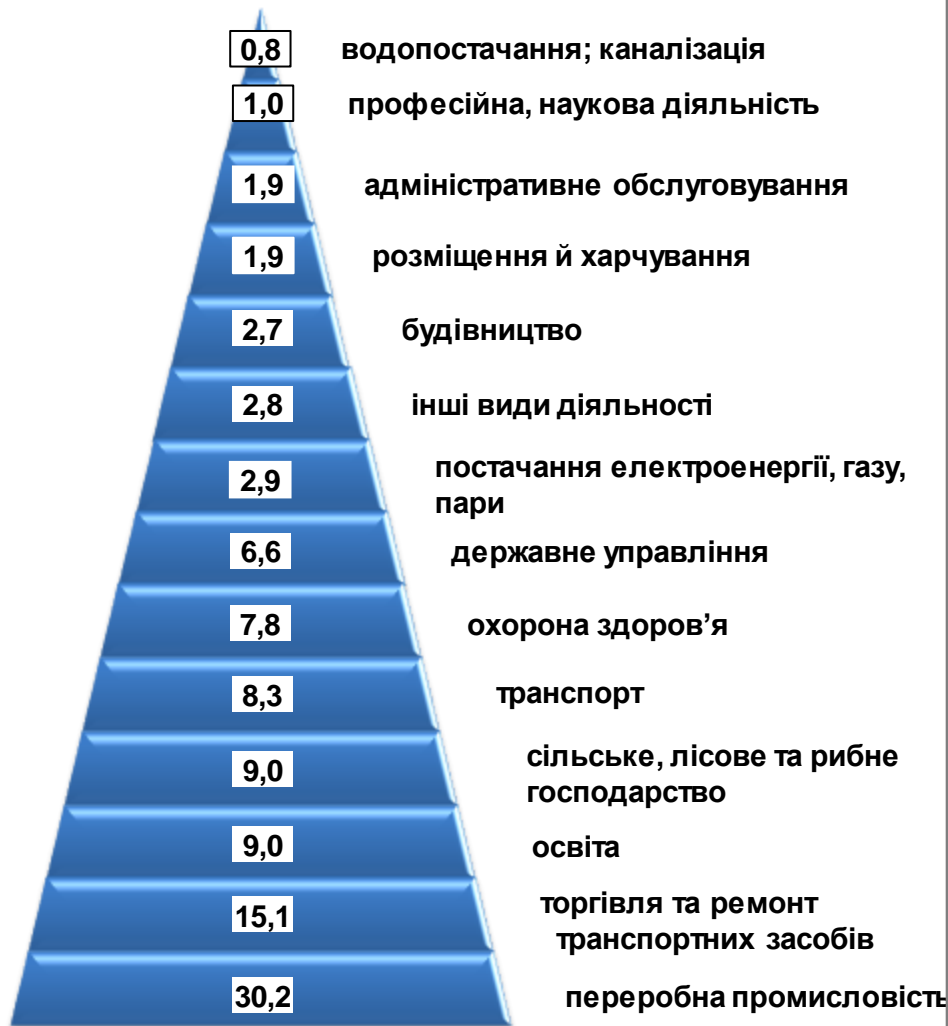 0,8 водопостачання; каналізація
1,0 професійна, наукова діяльність
1,9 адміністративне обслуговування
1,9 розміщення й харчування
2,7 будівництво
2,8 інші види діяльності
2,9 постачання електроенергії, газу,
пари
6,6 державне управління
7,8 охорона здоров’я
8,3 транспорт
9,0 сільське, лісове та рибне
господарство
9,0 освіта
15,1 торгівля та ремонт
транспортних засобів
30,2 переробна промисловість